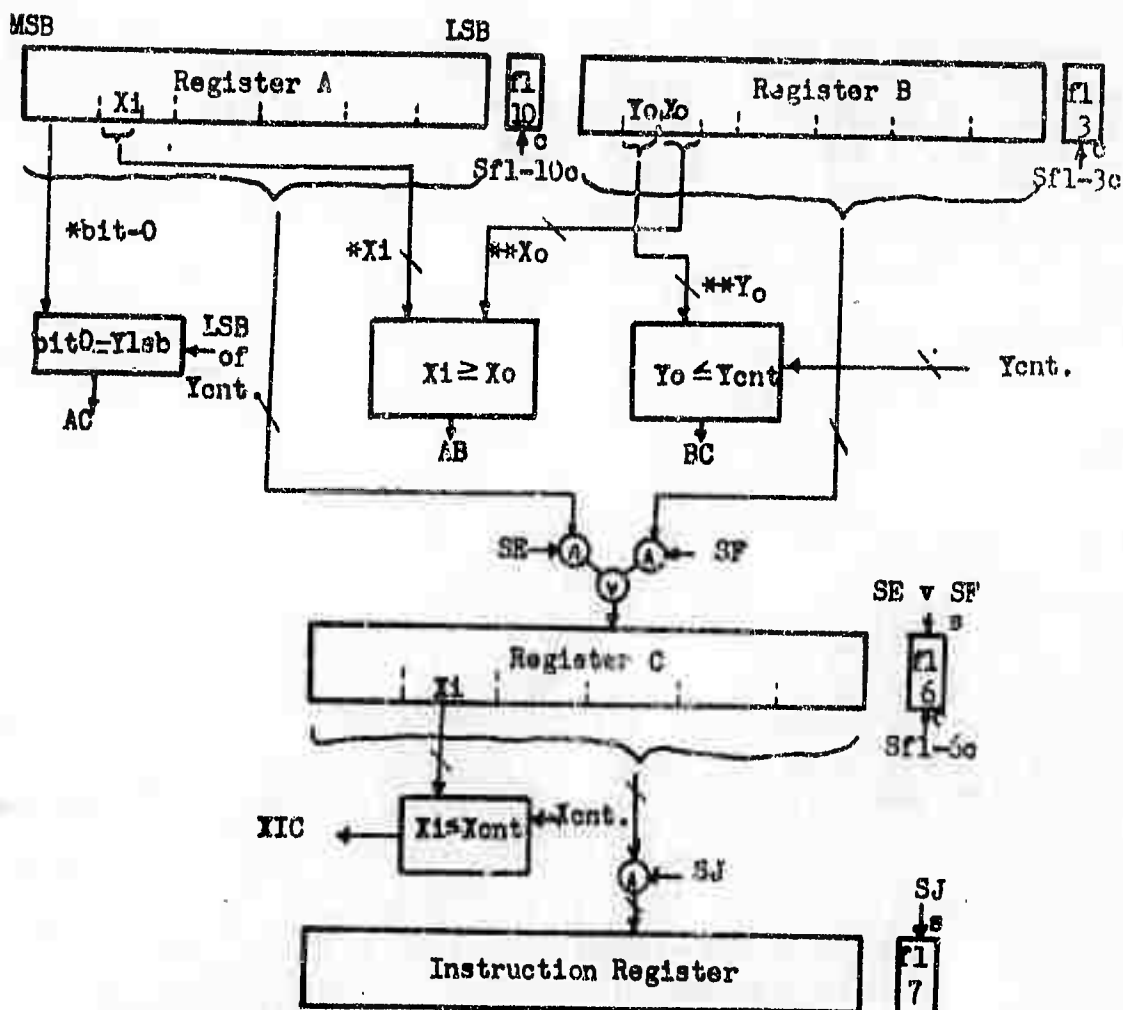 MSB
LSB
Register A
Xi
fl
10
c
Sfl-10c
Register B
Yo Xo
fl
3
c
Sfl-3c
*bit-0
*Xi
**Xo
**Yo
bit0=Ylsb
LSB
of
Ycnt.
Xi ≥ Xo
Yo ≤ Ycnt
Ycnt.
AC
AB
BC
SE
Λ
Λ
SF
v
SE v SF
s
Register C
Xi
fl
6
c
Sfl-6c
Xi≤Xcnt
Xcnt.
XIC
Λ
SJ
SJ
s
Instruction Register
fl
7